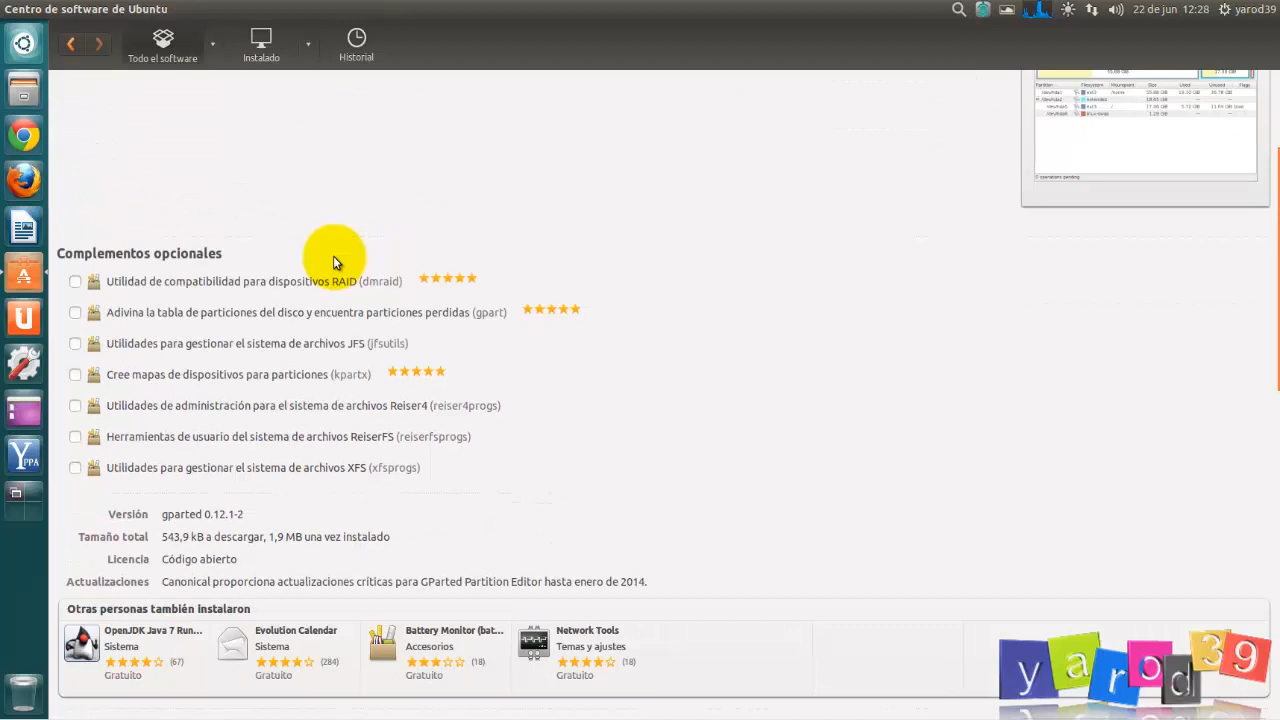 Centro de software de Ubuntu
22 de jun 12:28 yarod39
Todo el software
Instalado
Historial
Complementos opcionales
Utilidad de compatibilidad para dispositivos RAID (dmraid)
Adivina la tabla de particiones del disco y encuentra particiones perdidas (gpart)
Utilidades para gestionar el sistema de archivos JFS (jfsutils)
Cree mapas de dispositivos para particiones (kpartx)
Utilidades de administración para el sistema de archivos Reiser4 (reiser4progs)
Herramientas de usuario del sistema de archivos ReiserFS (reiserfsprogs)
Utilidades para gestionar el sistema de archivos XFS (xfsprogs)
Versión gparted 0.12.1-2
Tamaño total 543,9 kB a descargar, 1,9 MB una vez instalado
Licencia Código abierto
Actualizaciones Canonical proporciona actualizaciones críticas para GParted Partition Editor hasta enero de 2014.
Otras personas también instalaron
OpenJDK Java 7 Run...
Sistema
(67)
Gratuito
Evolution Calendar
Sistema
(284)
Gratuito
Battery Monitor (bat...
Accesorios
(18)
Gratuito
Network Tools
Temas y ajustes
(18)
Gratuito
yarod39
YPPA